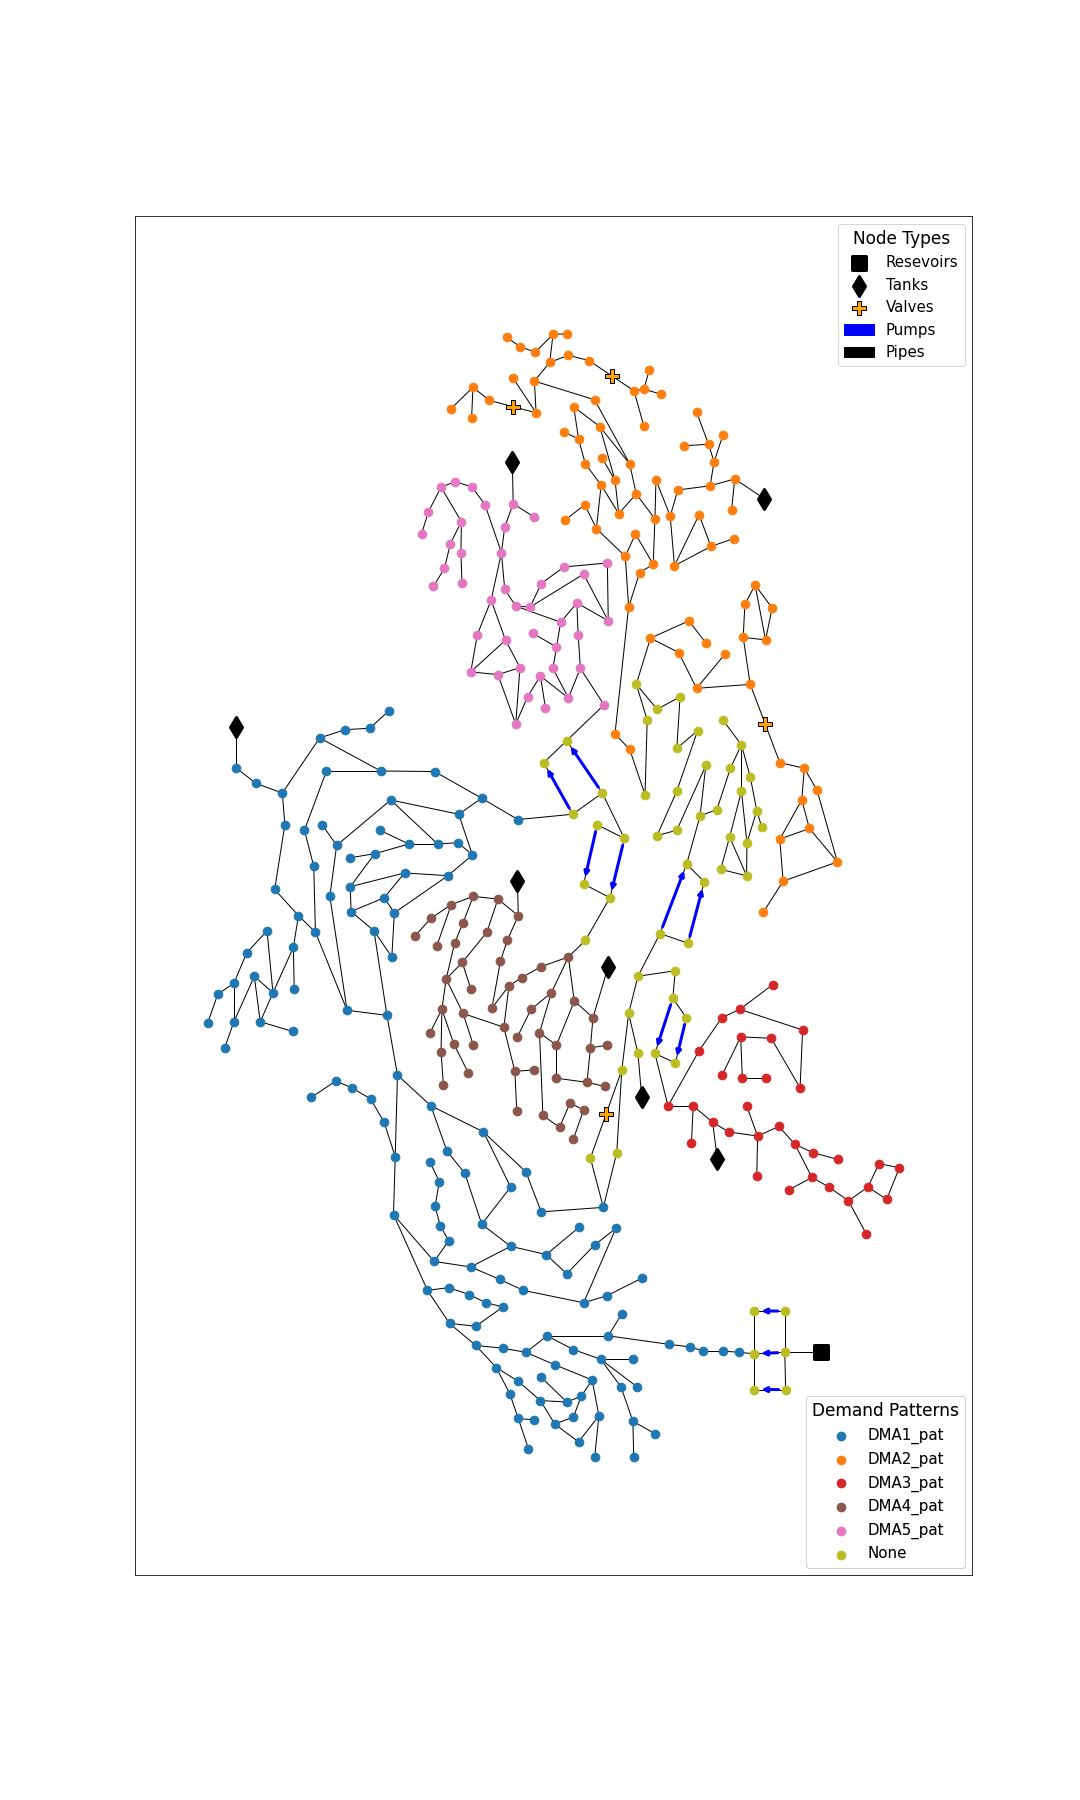 Node Types
Resevoirs
Tanks
Valves
Pumps
Pipes
Demand Patterns
DMA1_pat
DMA2_pat
DMA3_pat
DMA4_pat
DMA5_pat
None